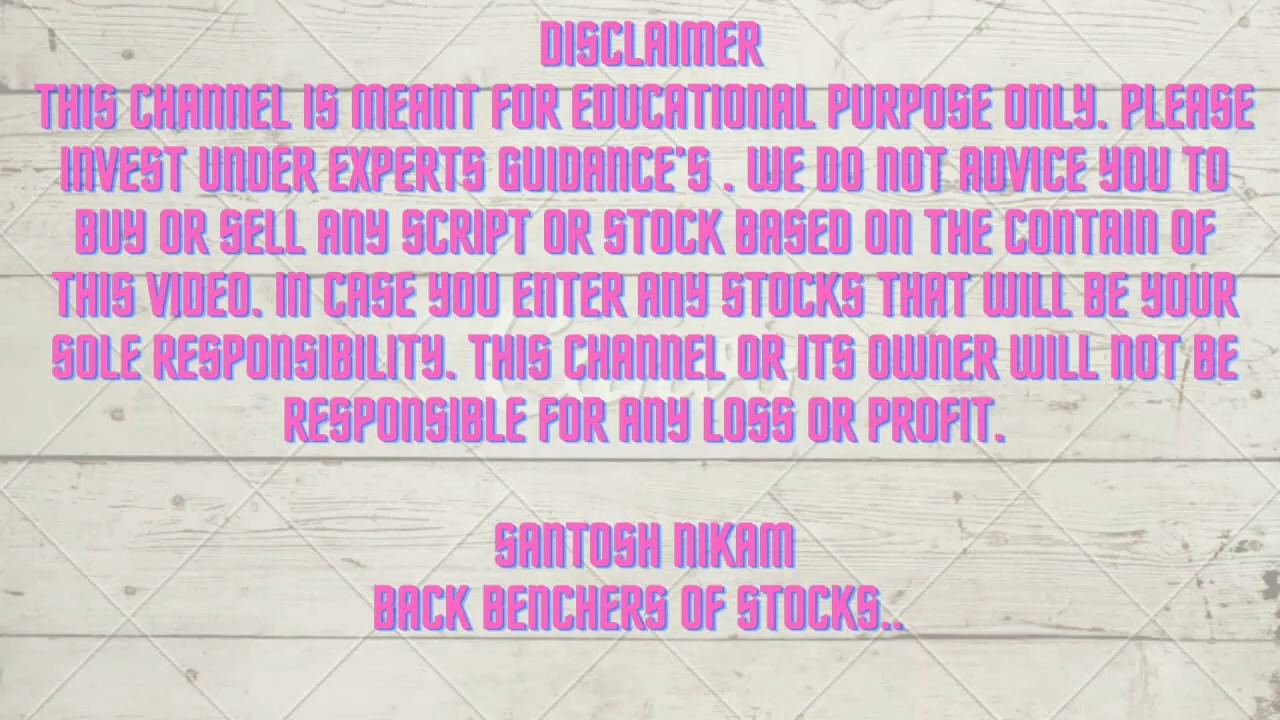 DISCLAIMER
THIS CHANNEL IS MEANT FOR EDUCATIONAL PURPOSE ONLY. PLEASE
INVEST UNDER EXPERTS GUIDANCE'S . WE DO NOT ADVICE YOU TO
BUY OR SELL ANY SCRIPT OR STOCK BASED ON THE CONTAIN OF
THIS VIDEO. IN CASE YOU ENTER ANY STOCKS THAT WILL BE YOUR
SOLE RESPONSIBILITY. THIS CHANNEL OR ITS OWNER WILL NOT BE
RESPONSIBLE FOR ANY LOSS OR PROFIT.
SANTOSH NIKAM
BACK BENCHERS OF STOCKS..